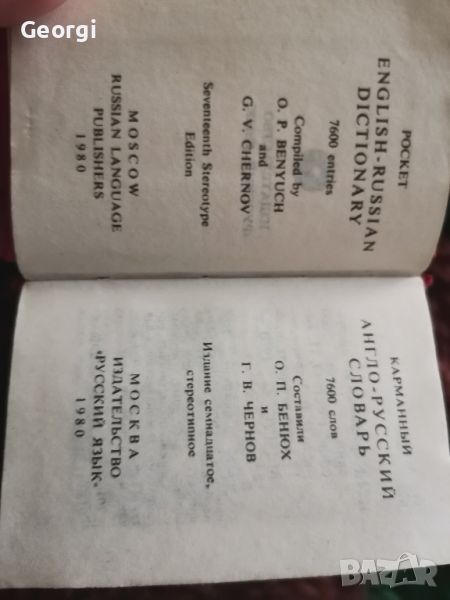 Georgi
POCKET
ENGLISH-RUSSIAN
DICTIONARY
7600 entries
Compiled by
O. P. BENYUCH
and
G. V. CHERNOV
Seventeenth Stereotype
Edition
MOSCOW
RUSSIAN LANGUAGE
PUBLISHERS
1980
КАРМАННЫЙ
АНГЛО-РУССКИЙ
СЛОВАРЬ
7600 слов
Составили
О. П. БЕНЮХ
и
Г. В. ЧЕРНОВ
Издание семнадцатое,
стереотипное
МОСКВА
ИЗДАТЕЛЬСТВО
«РУССКИЙ ЯЗЫК»
1980
BAZAR